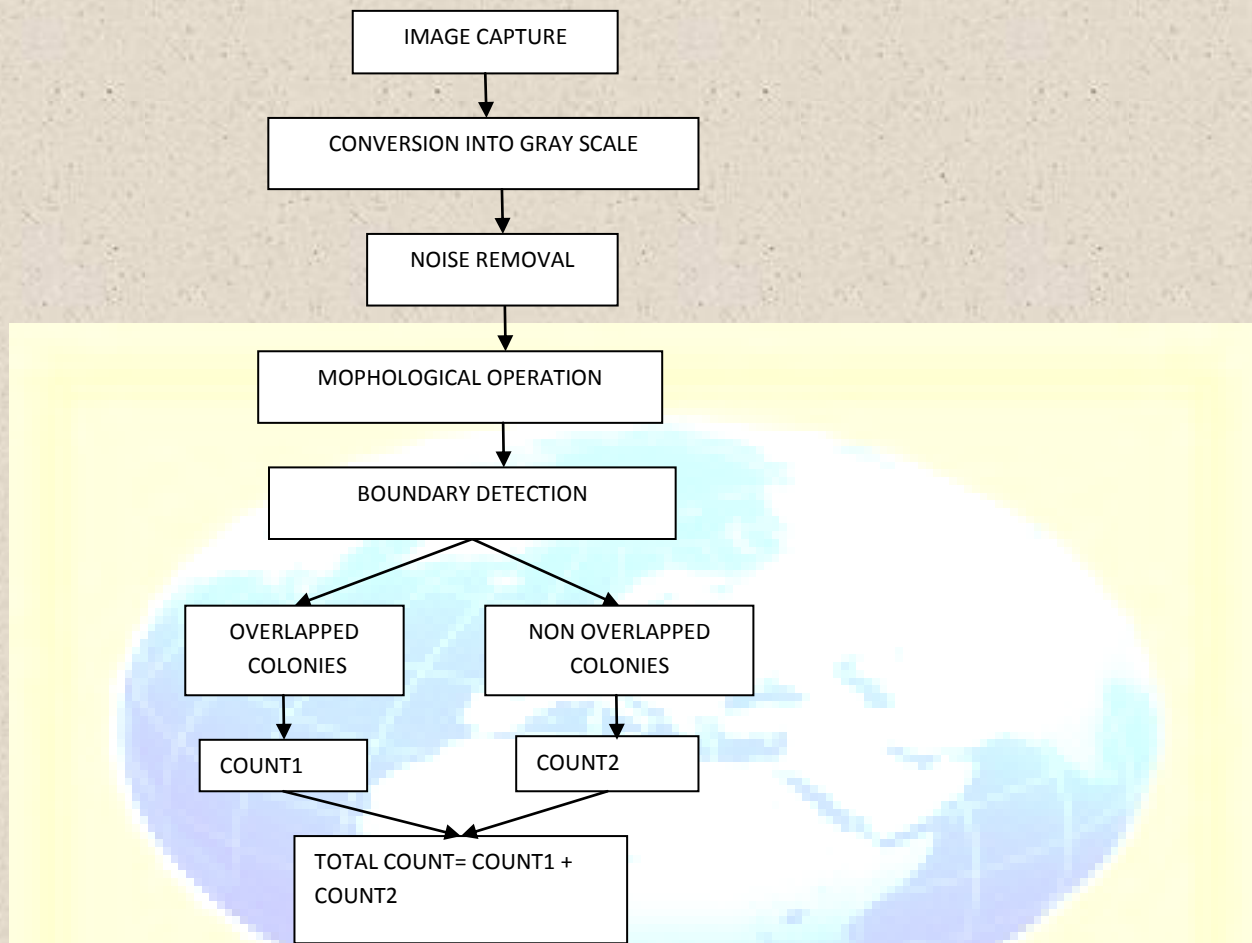 IMAGE CAPTURE
CONVERSION INTO GRAY SCALE
NOISE REMOVAL
MOPHOLOGICAL OPERATION
BOUNDARY DETECTION
OVERLAPPED
COLONIES
NON OVERLAPPED
COLONIES
COUNT1
COUNT2
TOTAL COUNT= COUNT1 +
COUNT2